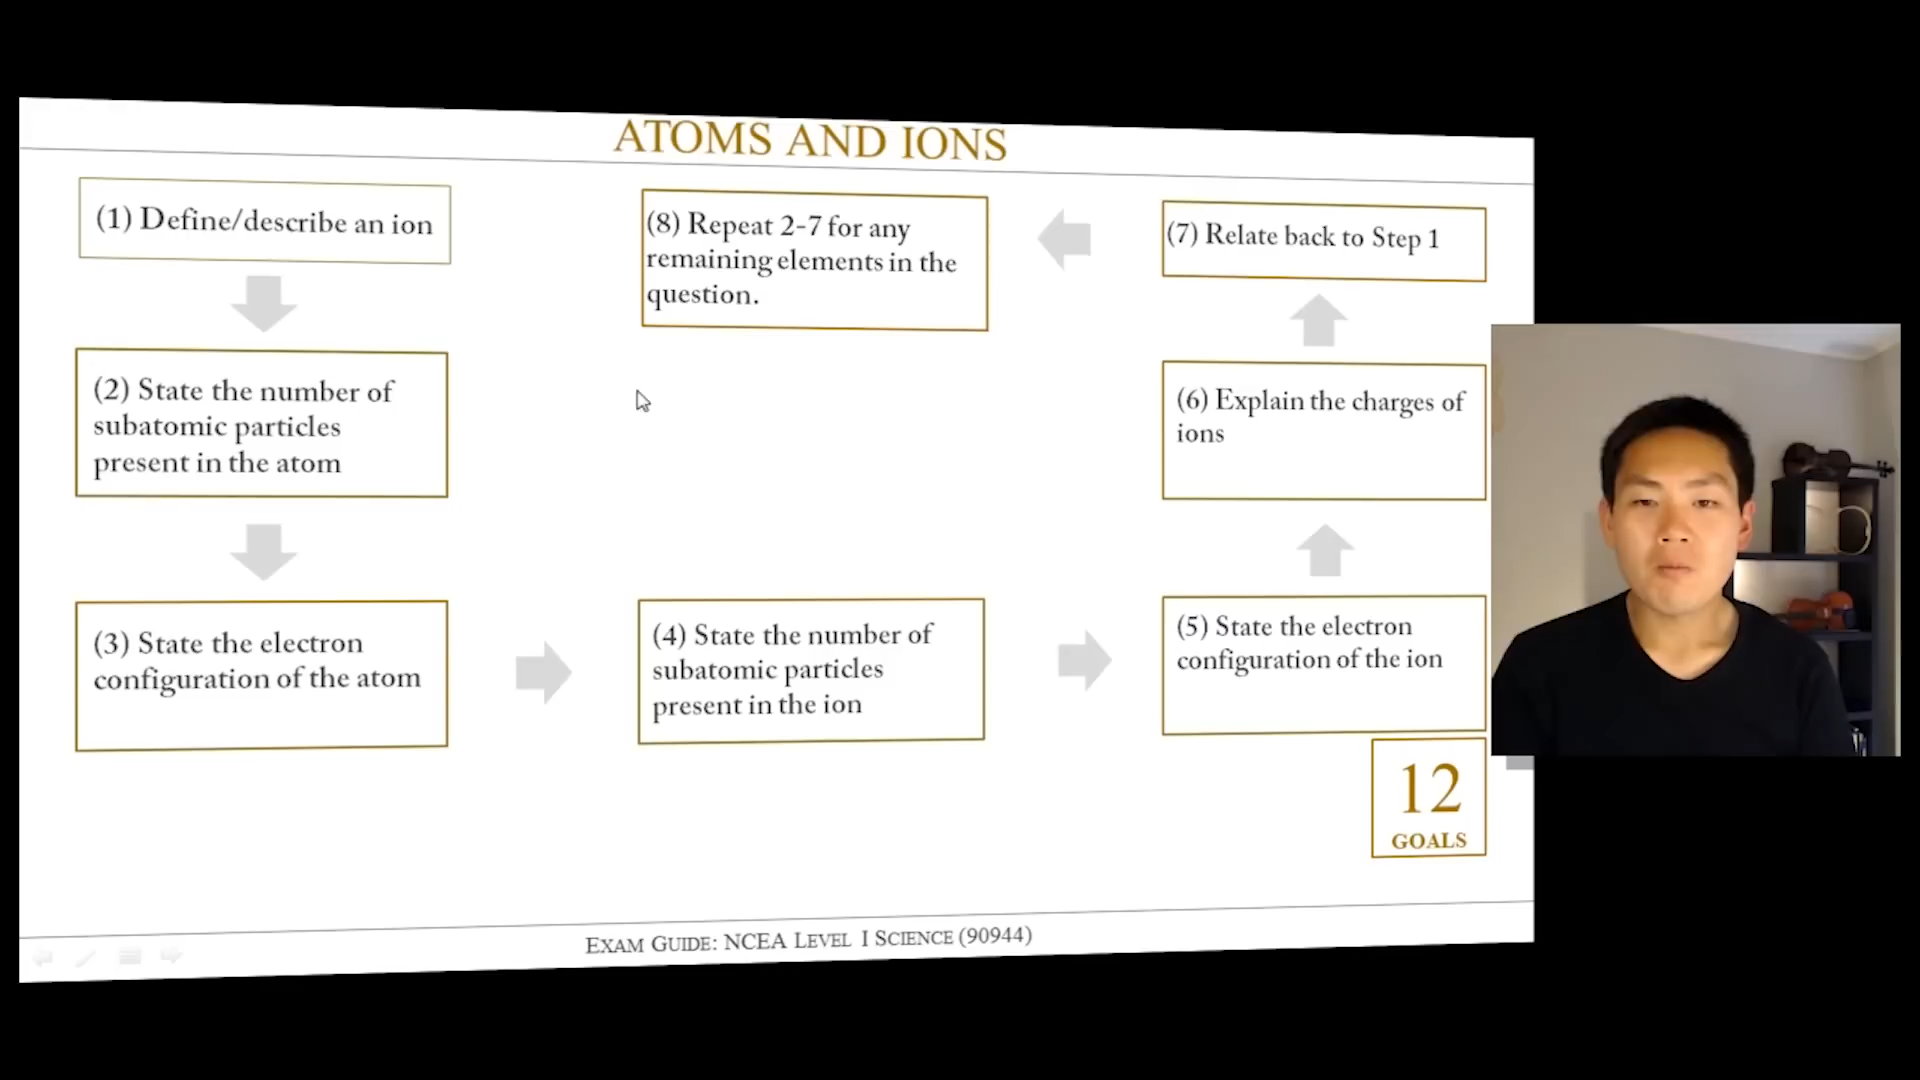 ATOMS AND IONS
(1) Define/describe an ion
(2) State the number of
subatomic particles
present in the atom
(3) State the electron
configuration of the atom
(4) State the number of
subatomic particles
present in the ion
(5) State the electron
configuration of the ion
(6) Explain the charges of
ions
(7) Relate back to Step 1
(8) Repeat 2-7 for any
remaining elements in the
question.
12
GOALS
EXAM GUIDE: NCEA LEVEL I SCIENCE (90944)